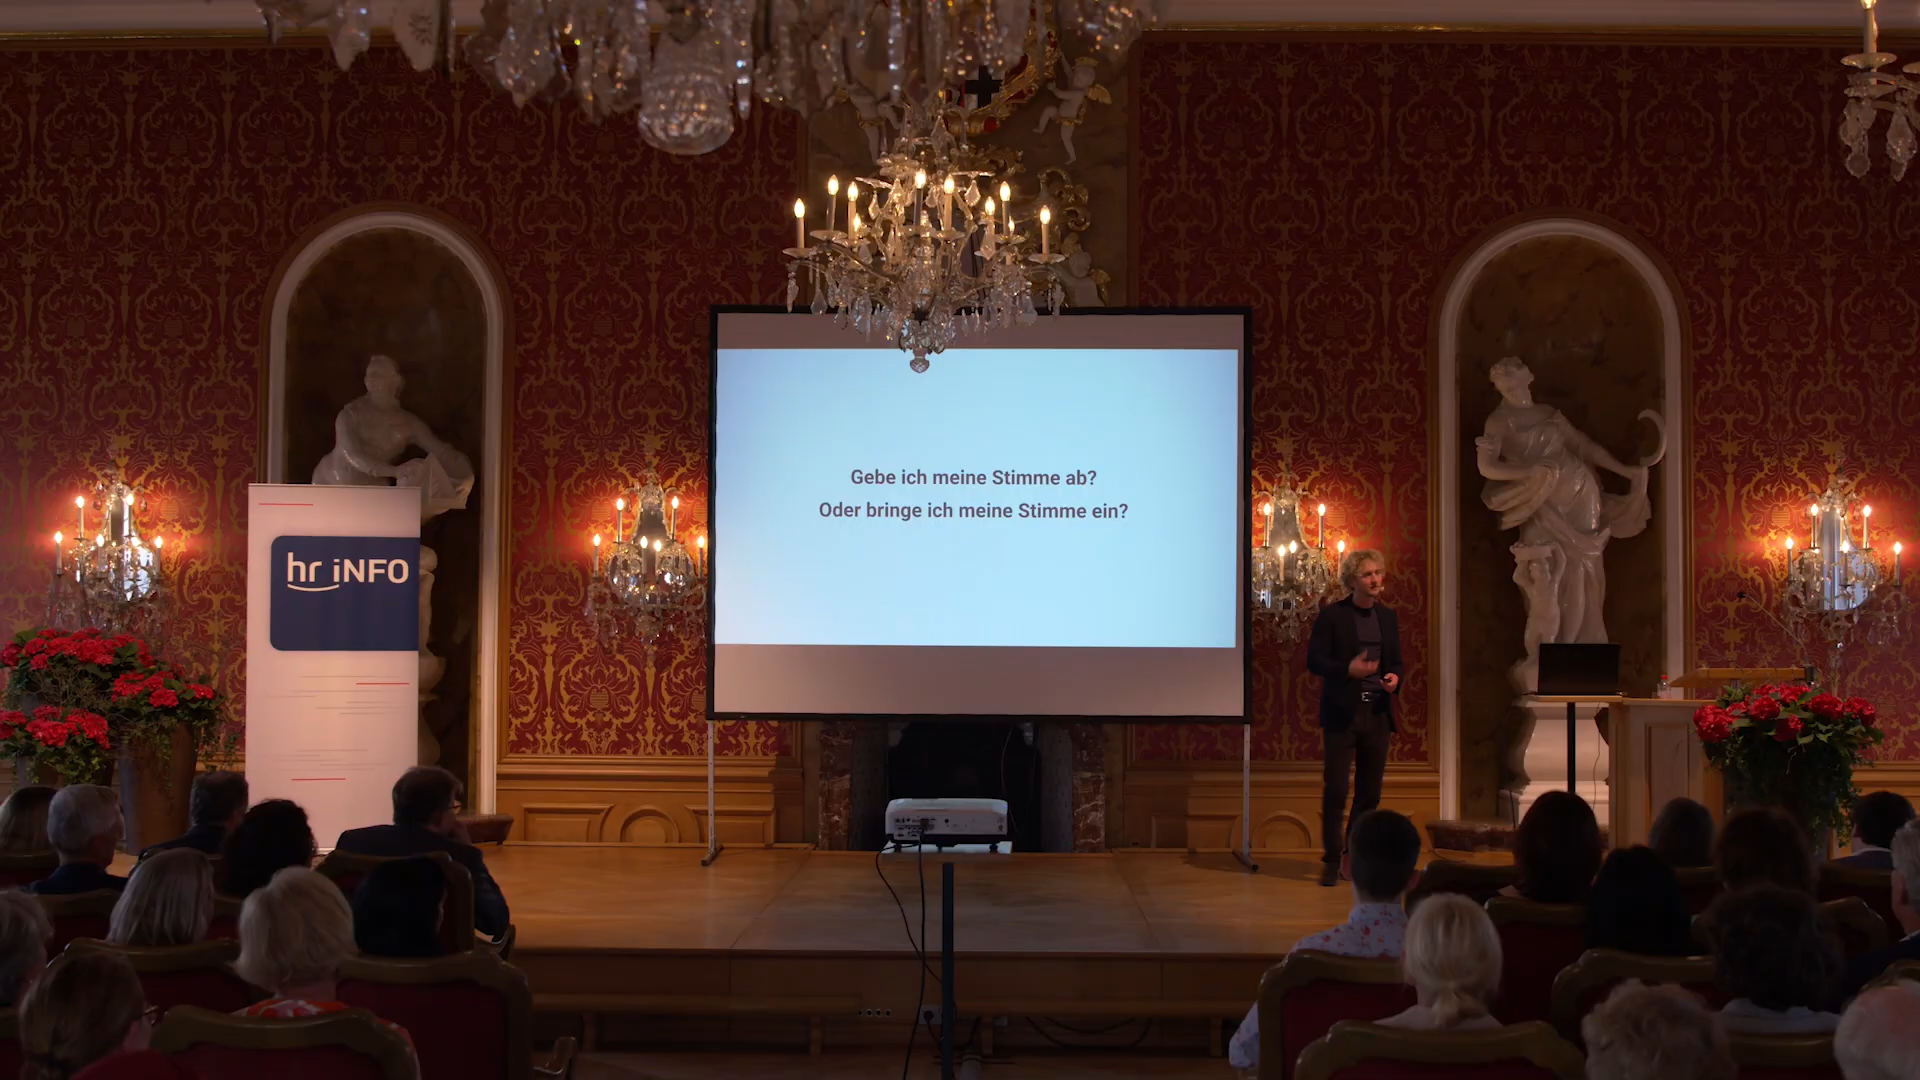 hr iNFO
Gebe ich meine Stimme ab?
Oder bringe ich meine Stimme ein?